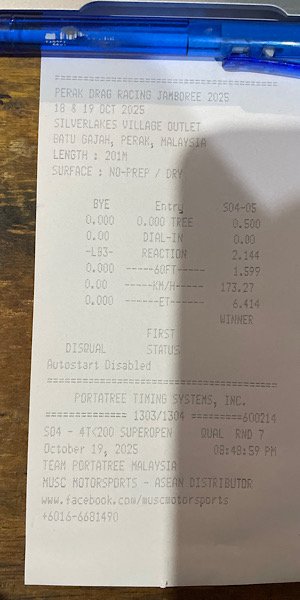 ================================
PERAK DRAG RACING JAMBOREE 2025
18 & 19 OCT 2025
SILVERLAKES VILLAGE OUTLET
BATU GAJAH, PERAK, MALAYSIA
LENGTH : 201M
SURFACE : NO-PREP / DRY
BYE Entry S04-05
0.000 0.000 TREE 0.500
0.00 DIAL-IN 0.00
-LB3- REACTION 2.144
0.000 -----60FT----- 1.599
0.00 -----KM/H----- 173.27
0.000 ------ET------ 6.414
WINNER
FIRST
DISQUAL STATUS
Autostart Disabled
================================
PORTATREE TIMING SYSTEMS, INC.
============== 1303/1304 =========600214
S04 - 4T<200 SUPEROPEN QUAL RND 7
October 19, 2025 08:43:59 PM
TEAM PORTATREE MALAYSIA
MUSC MOTORSPORTS - ASEAN DISTRIBUTOR
www.facebook.com/muscmotorsports
+6016-6681490